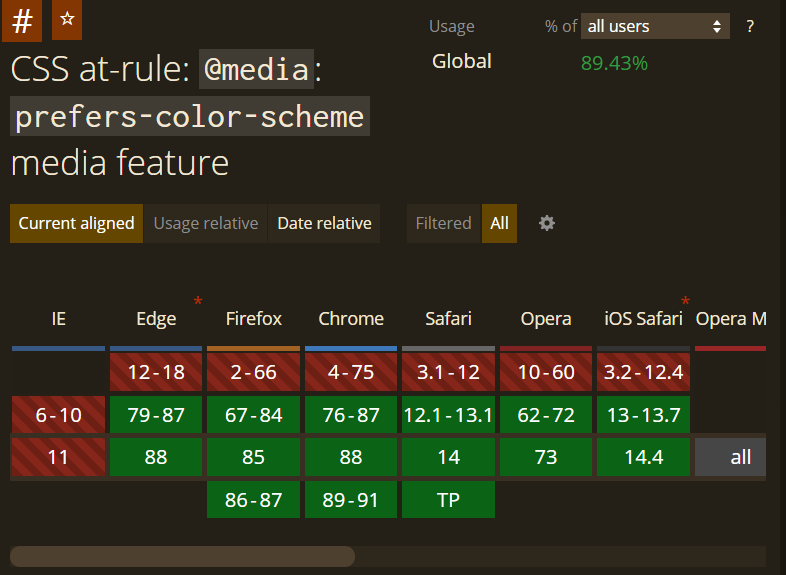 #
☆
Usage % of all users ?
Global 89.43%
CSS at-rule: @media:
prefers-color-scheme
media feature
Current aligned Usage relative Date relative Filtered All
* *
IE Edge Firefox Chrome Safari Opera iOS Safari Opera M
12-18 2-66 4-75 3.1-12 10-60 3.2-12.4
6-10 79-87 67-84 76-87 12.1-13.1 62-72 13-13.7
11 88 85 88 14 73 14.4 all
86-87 89-91 TP